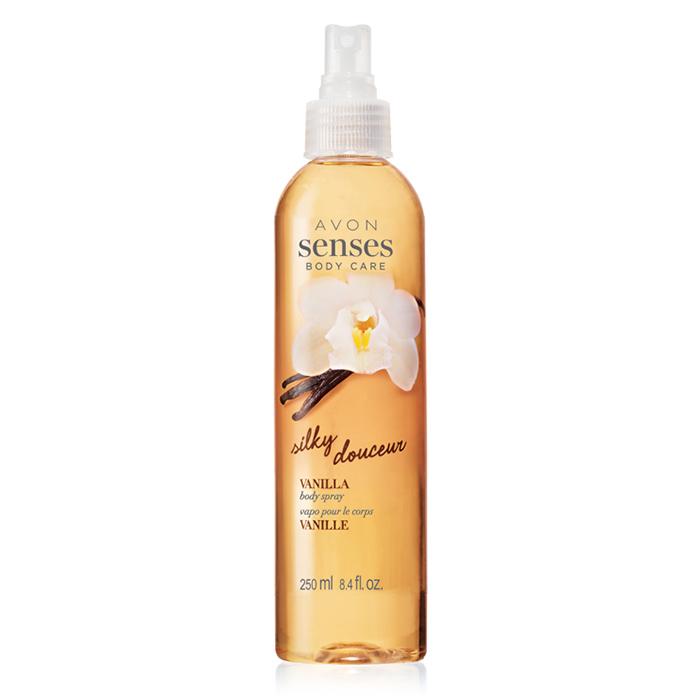 AVON
senses
BODY CARE
silky douceur
VANILLA
body spray
vapo pour le corps
VANILLE
250 ml 8.4 fl. oz.